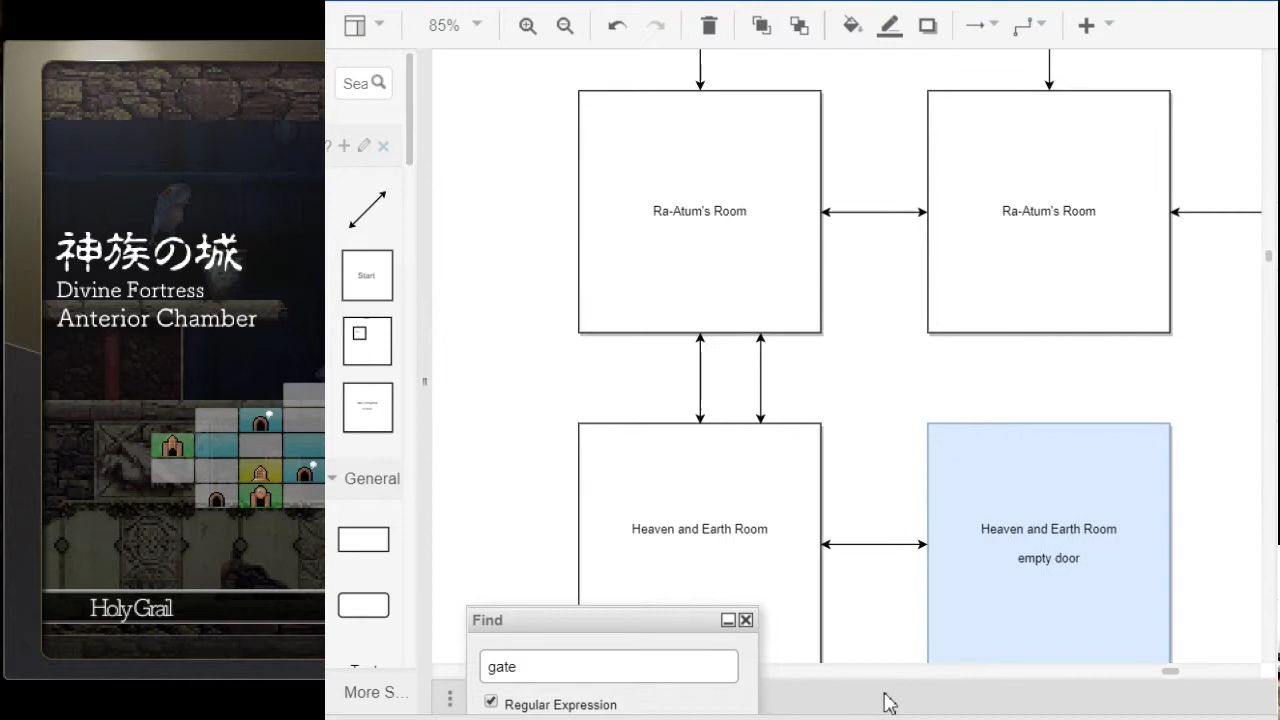 神族の城
Divine Fortress
Anterior Chamber
Holy Grail
85%
Sea
?
Start
General
More S...
Ra-Atum's Room
Ra-Atum's Room
Heaven and Earth Room
Heaven and Earth Room
empty door
Find
gate
Regular Expression